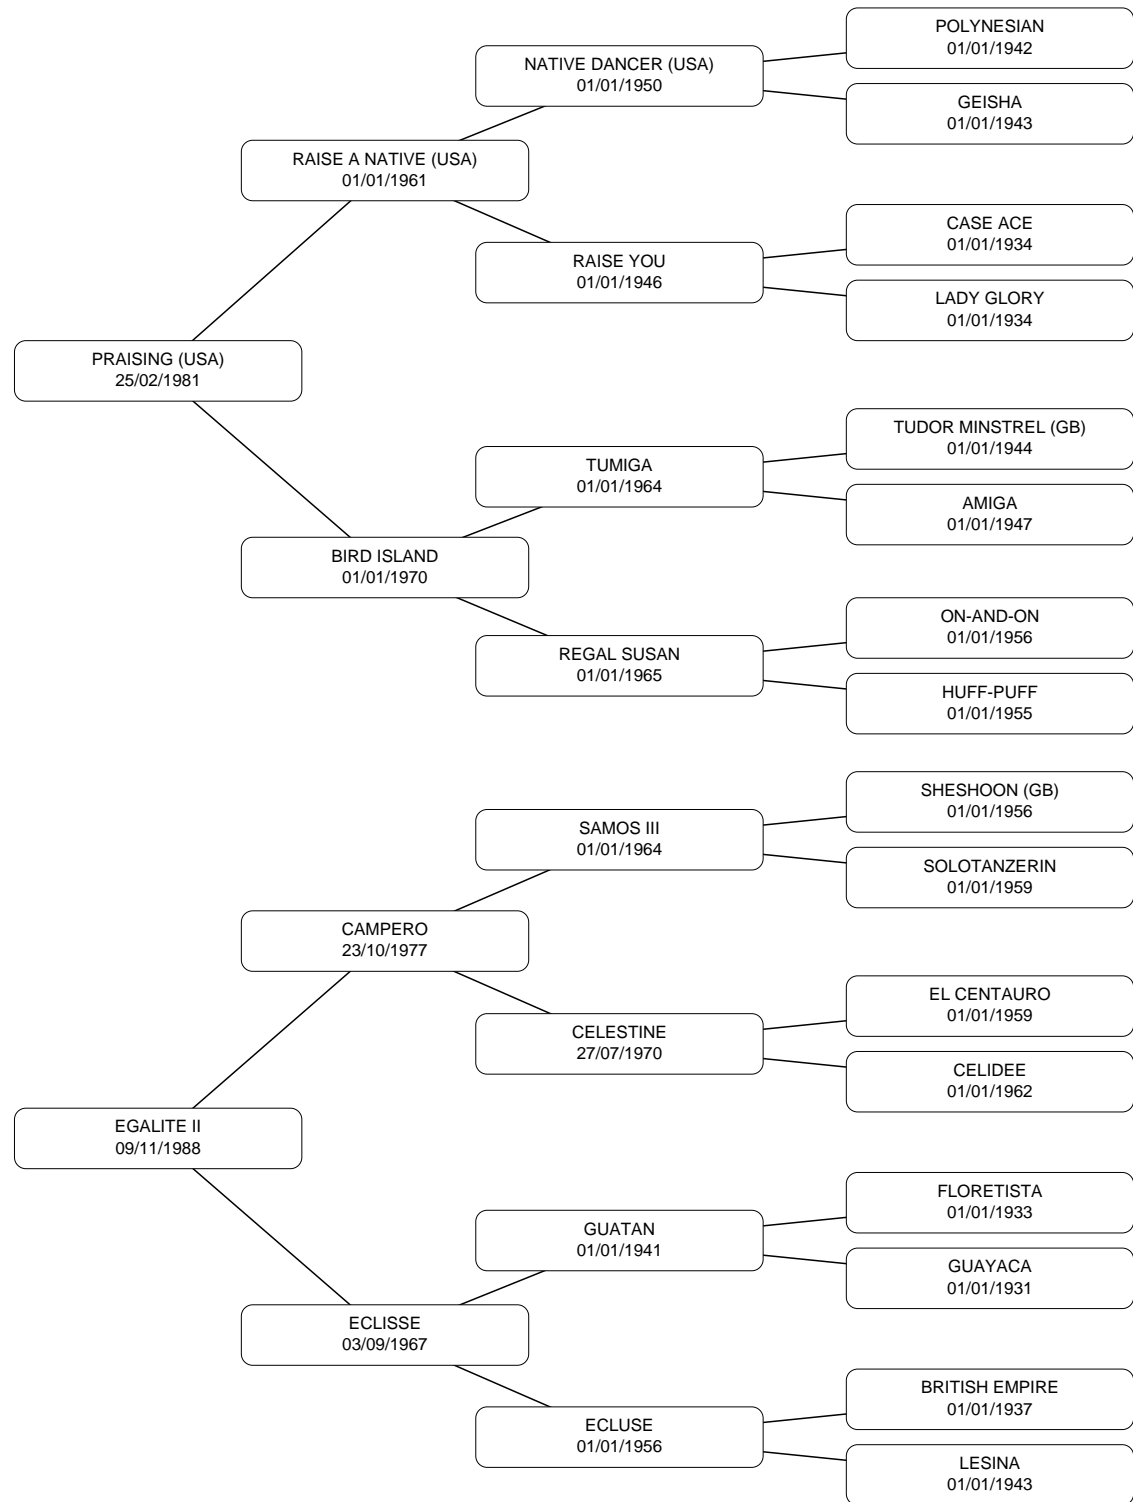 POLYNESIAN
01/01/1942
NATIVE DANCER (USA)
01/01/1950
GEISHA
01/01/1943
RAISE A NATIVE (USA)
01/01/1961
CASE ACE
01/01/1934
RAISE YOU
01/01/1946
LADY GLORY
01/01/1934
PRAISING (USA)
25/02/1981
TUDOR MINSTREL (GB)
01/01/1944
TUMIGA
01/01/1964
AMIGA
01/01/1947
BIRD ISLAND
01/01/1970
ON-AND-ON
01/01/1956
REGAL SUSAN
01/01/1965
HUFF-PUFF
01/01/1955
SHESHOON (GB)
01/01/1956
SAMOS III
01/01/1964
SOLOTANZERIN
01/01/1959
CAMPERO
23/10/1977
EL CENTAURO
01/01/1959
CELESTINE
27/07/1970
CELIDEE
01/01/1962
EGALITE II
09/11/1988
FLORETISTA
01/01/1933
GUATAN
01/01/1941
GUAYACA
01/01/1931
ECLISSE
03/09/1967
BRITISH EMPIRE
01/01/1937
ECLUSE
01/01/1956
LESINA
01/01/1943